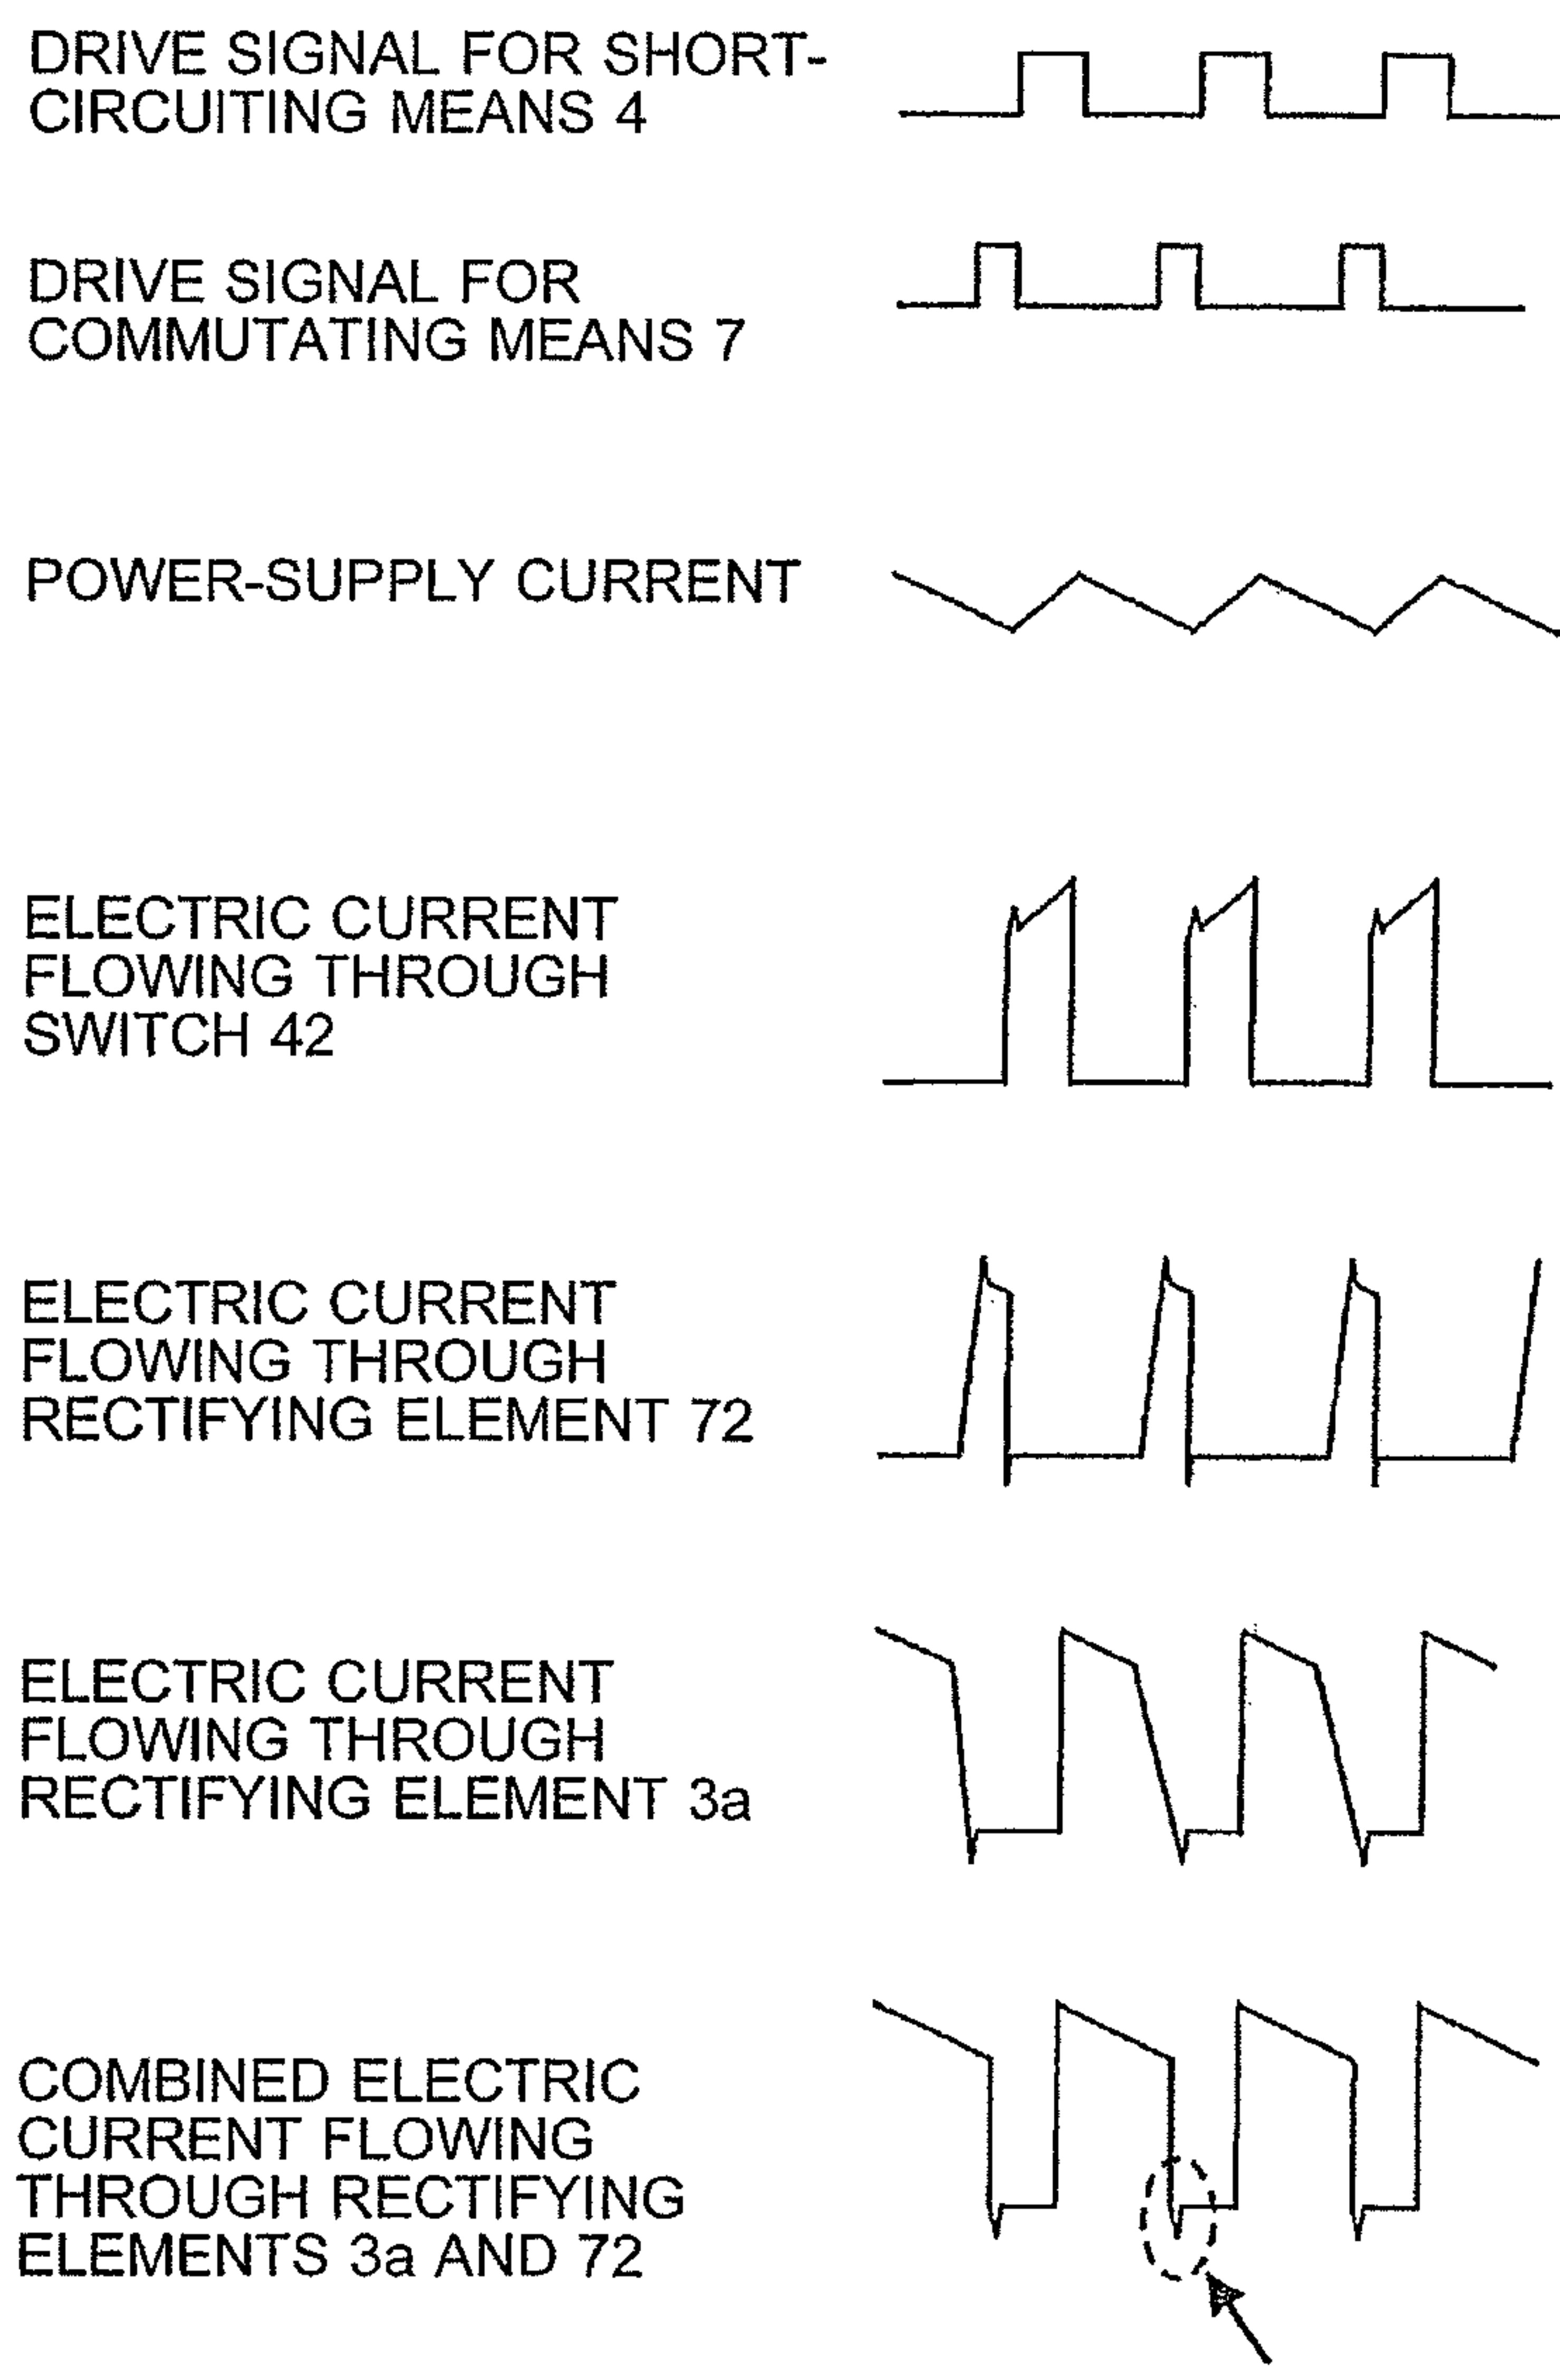 DRIVE SIGNAL FOR SHORT-
CIRCUITING MEANS 4
DRIVE SIGNAL FOR
COMMUTATING MEANS 7
POWER-SUPPLY CURRENT
ELECTRIC CURRENT
FLOWING THROUGH
SWITCH 42
ELECTRIC CURRENT
FLOWING THROUGH
RECTIFYING ELEMENT 72
ELECTRIC CURRENT
FLOWING THROUGH
RECTIFYING ELEMENT 3a
COMBINED ELECTRIC
CURRENT FLOWING
THROUGH RECTIFYING
ELEMENTS 3a AND 72